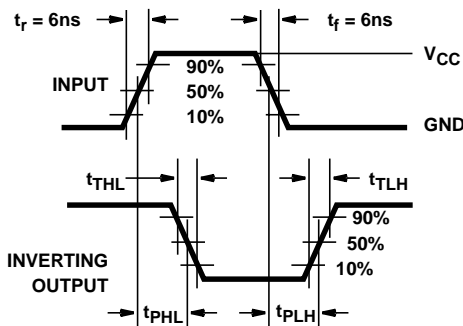 tr = 6ns
tf = 6ns
VCC
90%
INPUT
50%
10%
GND
tTHL
tTLH
90%
50%
INVERTING
10%
OUTPUT
tPHL
tPLH